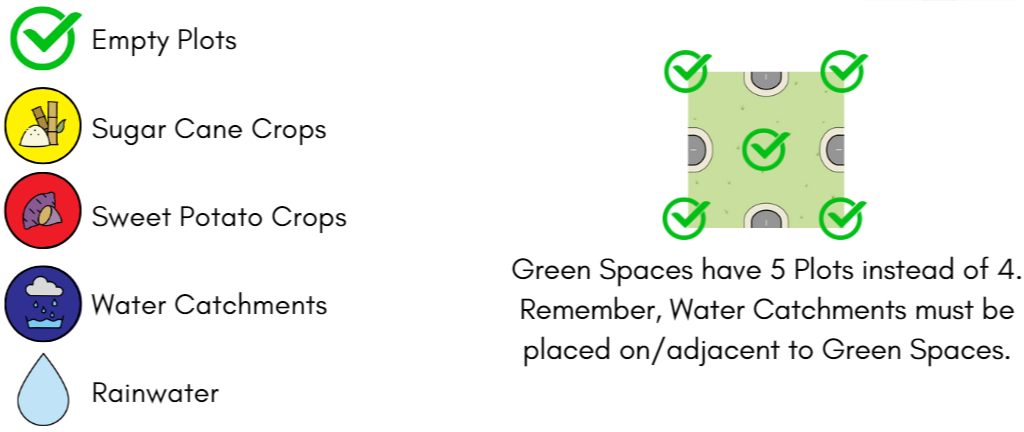 Empty Plots
Sugar Cane Crops
Sweet Potato Crops
Water Catchments
Rainwater
Green Spaces have 5 Plots instead of 4.
Remember, Water Catchments must be
placed on/adjacent to Green Spaces.